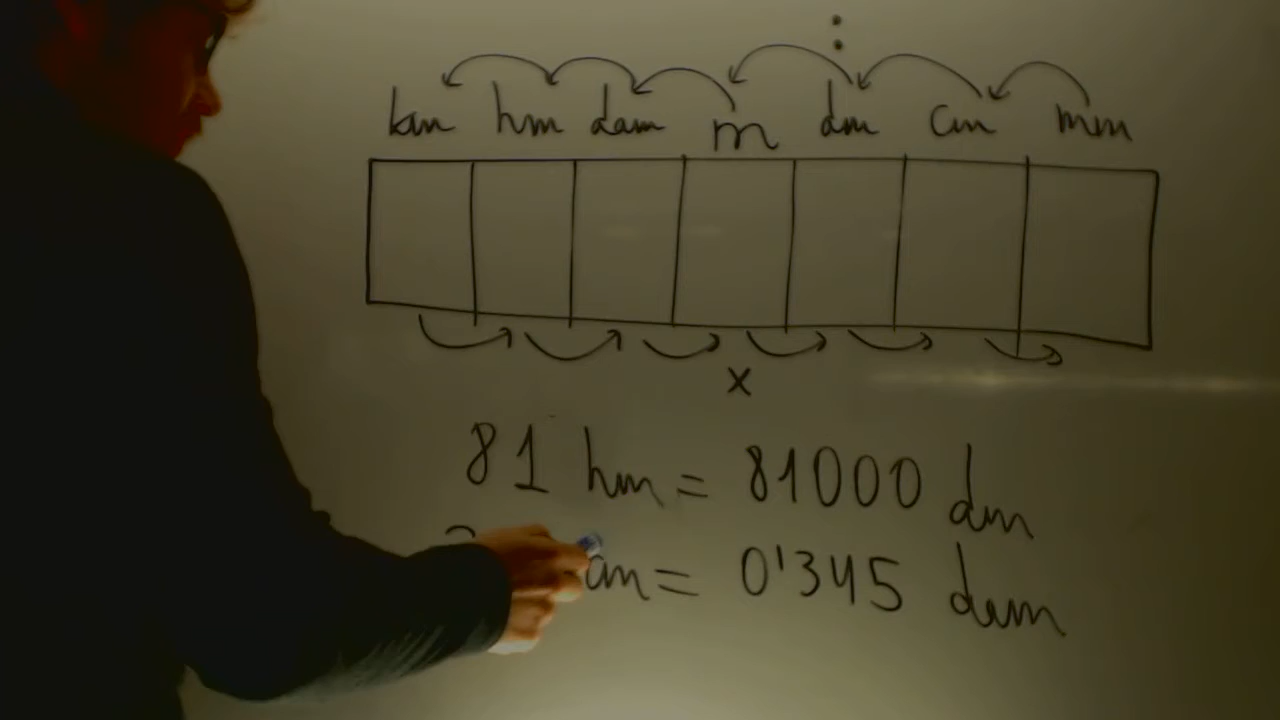 :
km hm dam m dm cm mm
x
81 hm = 81000 dm
cm = 0'345 dam